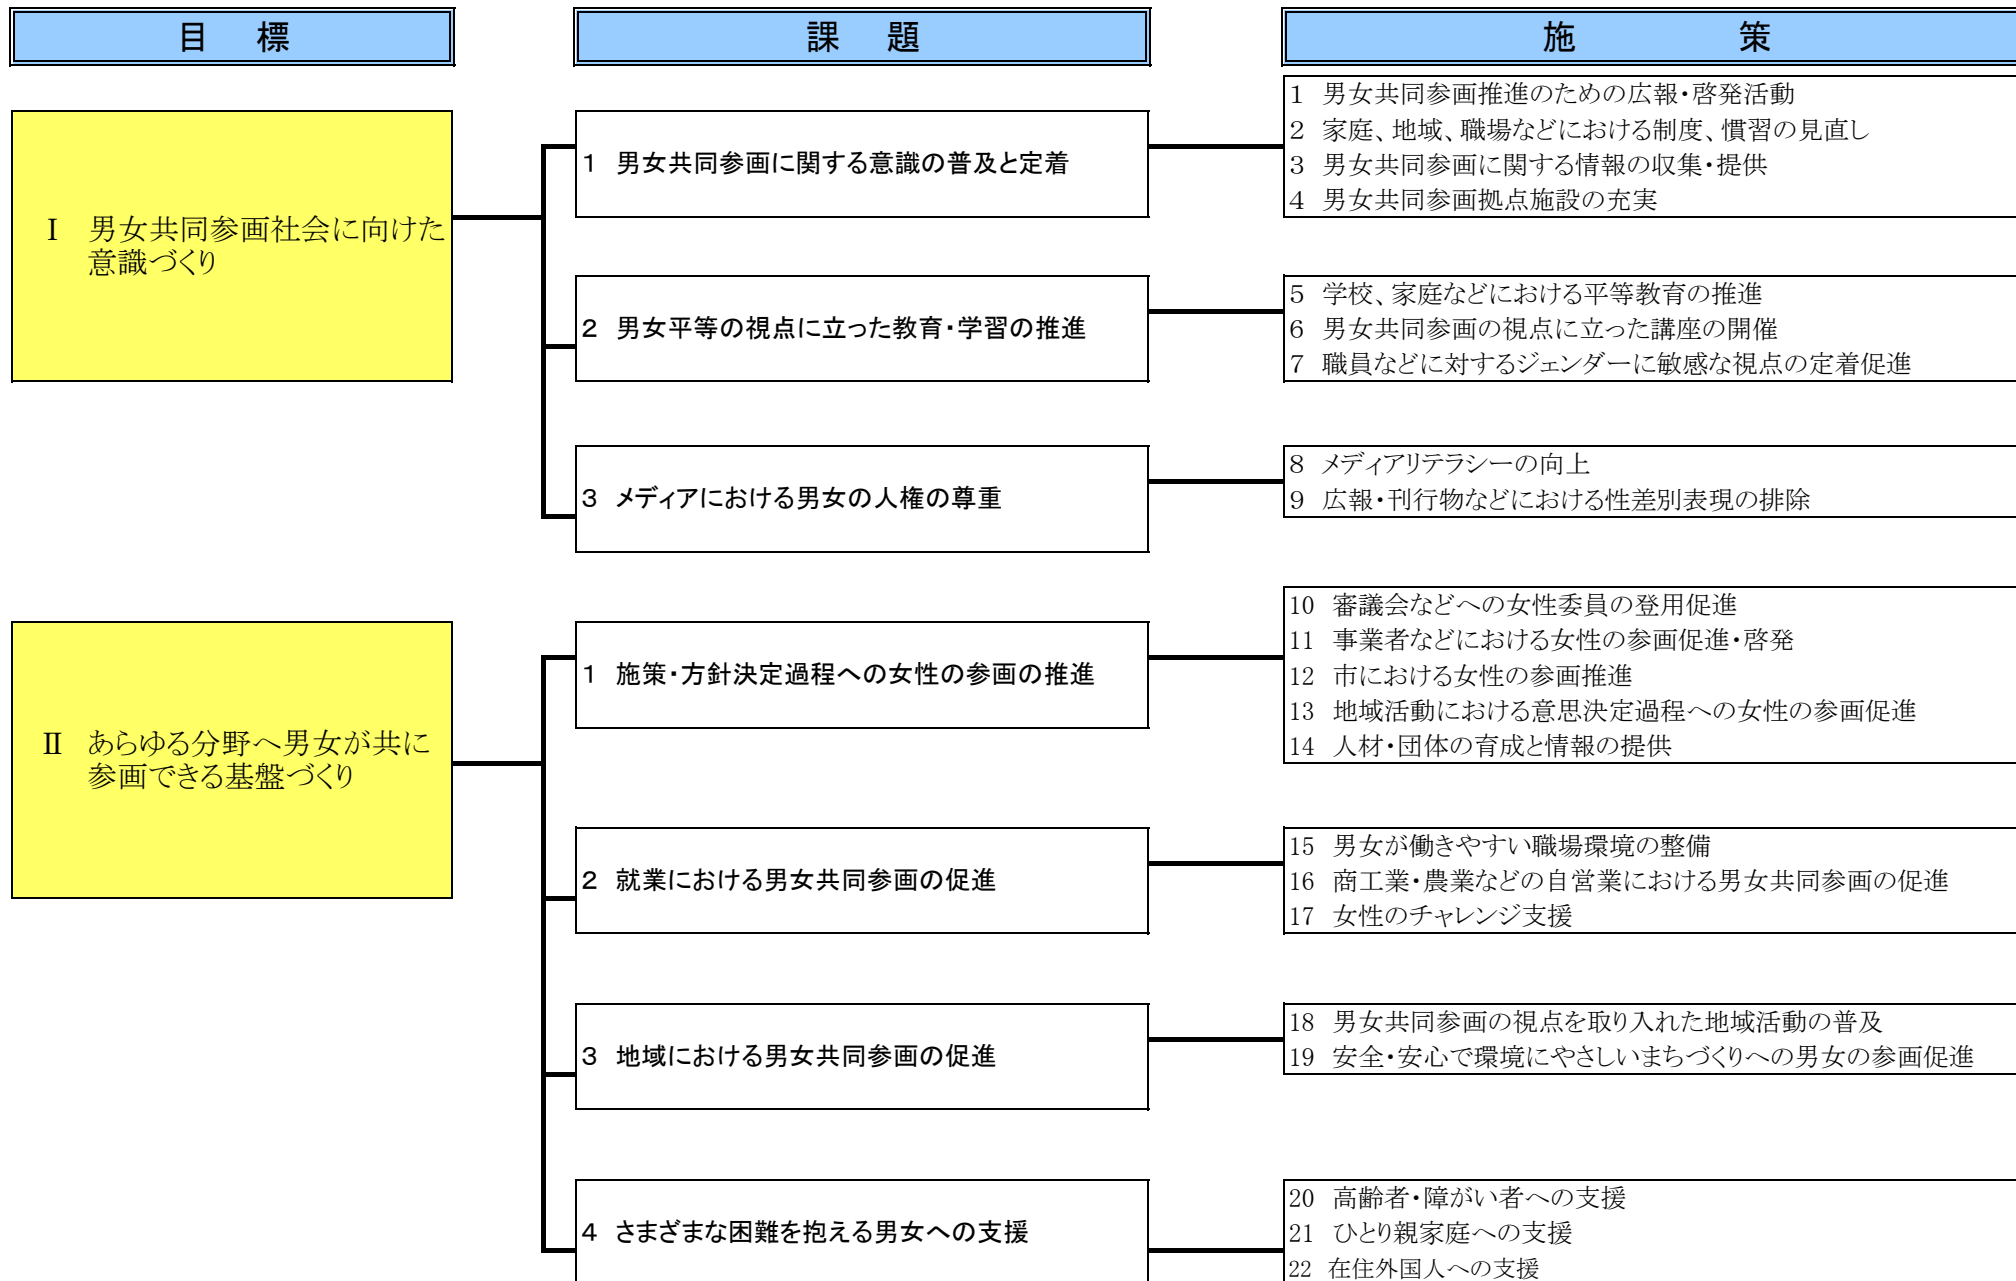 目　標
課　題
施　策
Ⅰ　男女共同参画社会に向けた
意識づくり
1　男女共同参画に関する意識の普及と定着
1　男女共同参画推進のための広報・啓発活動
2　家庭、地域、職場などにおける制度、慣習の見直し
3　男女共同参画に関する情報の収集・提供
4　男女共同参画拠点施設の充実
2　男女平等の視点に立った教育・学習の推進
5　学校、家庭などにおける平等教育の推進
6　男女共同参画の視点に立った講座の開催
7　職員などに対するジェンダーに敏感な視点の定着促進
3　メディアにおける男女の人権の尊重
8　メディアリテラシーの向上
9　広報・刊行物などにおける性差別表現の排除
Ⅱ　あらゆる分野へ男女が共に
参画できる基盤づくり
1　施策・方針決定過程への女性の参画の推進
10　審議会などへの女性委員の登用促進
11　事業者などにおける女性の参画促進・啓発
12　市における女性の参画推進
13　地域活動における意思決定過程への女性の参画促進
14　人材・団体の育成と情報の提供
2　就業における男女共同参画の促進
15　男女が働きやすい職場環境の整備
16　商工業・農業などの自営業における男女共同参画の促進
17　女性のチャレンジ支援
3　地域における男女共同参画の促進
18　男女共同参画の視点を取り入れた地域活動の普及
19　安全・安心で環境にやさしいまちづくりへの男女の参画促進
4　さまざまな困難を抱える男女への支援
20　高齢者・障がい者への支援
21　ひとり親家庭への支援
22　在住外国人への支援